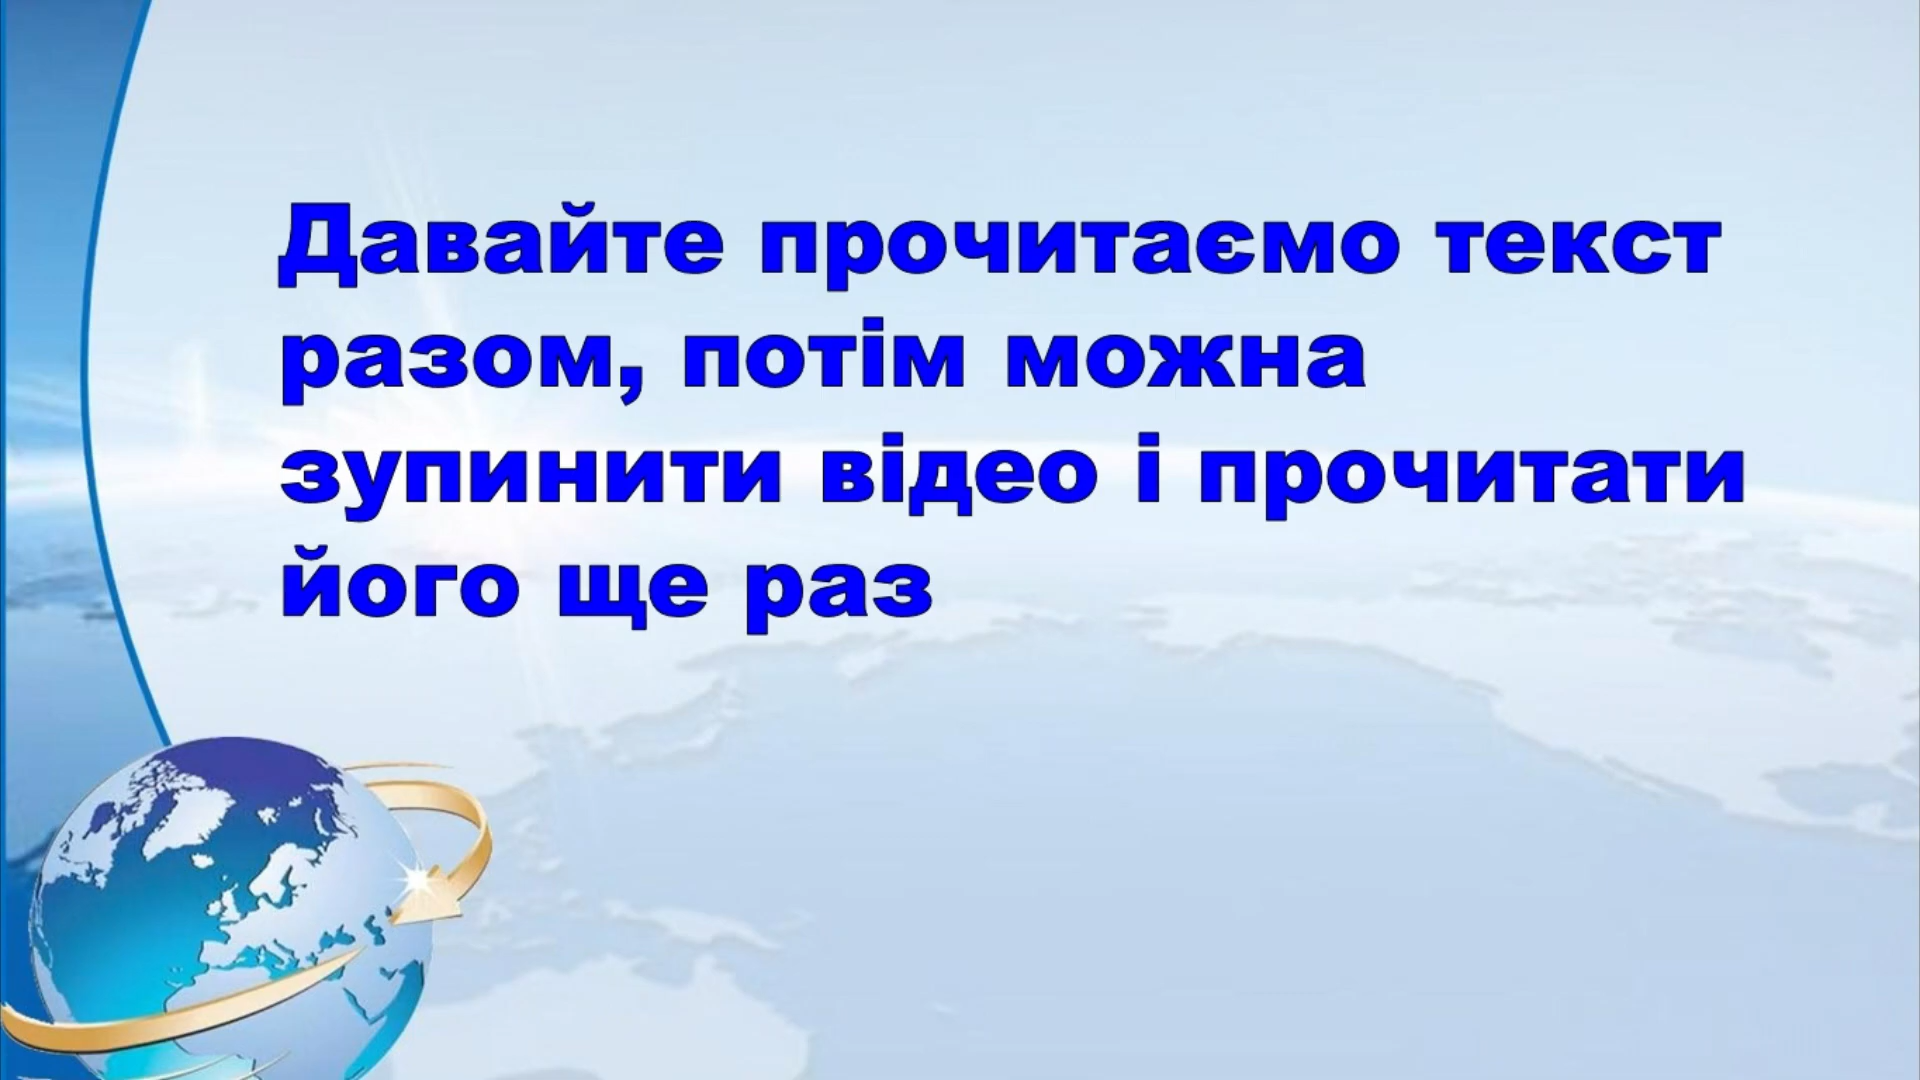 Давайте прочитаємо текст
разом, потім можна
зупинити відео і прочитати
його ще раз